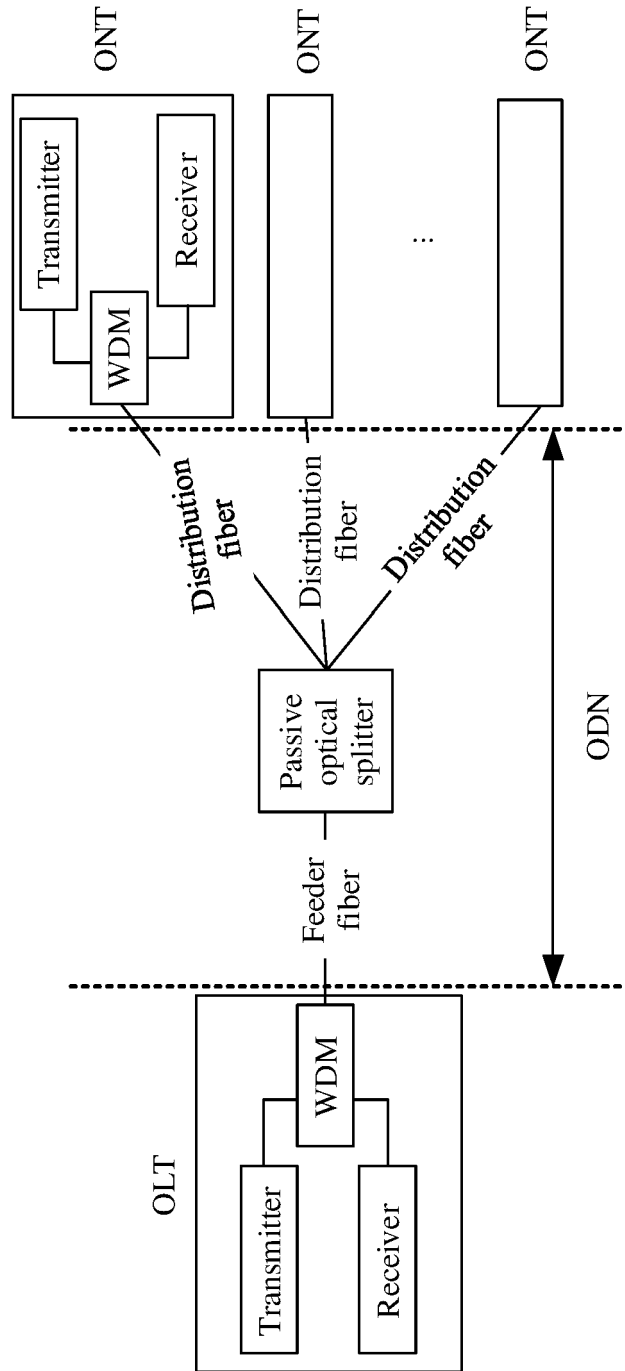 OLT
Transmitter
Receiver
WDM
Feeder
fiber
Passive
optical
splitter
Distribution
fiber
Distribution
fiber
Distribution
fiber
ODN
WDM
Transmitter
Receiver
ONT
ONT
...
ONT